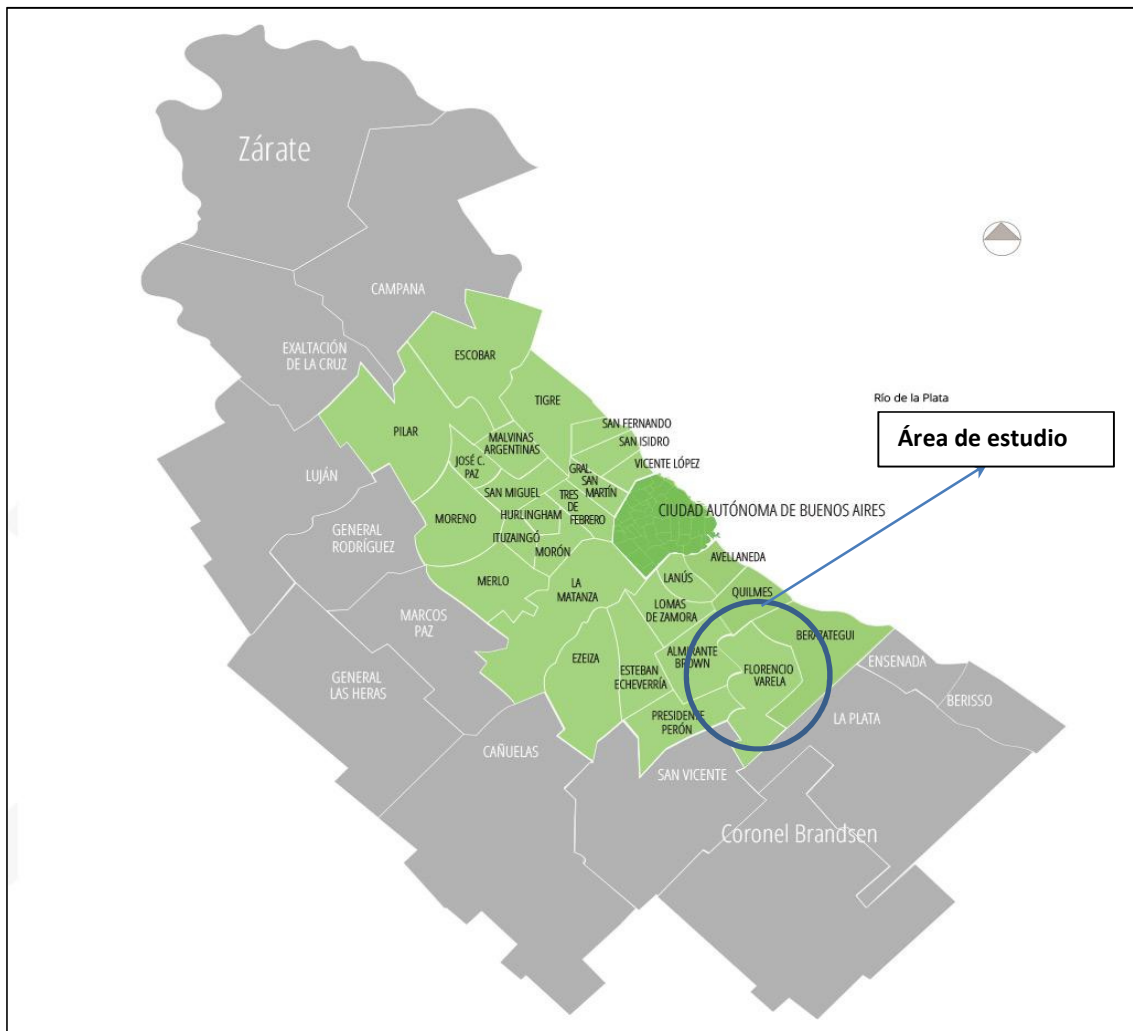 Zárate
CAMPANA
EXALTACIÓN
DE LA CRUZ
ESCOBAR
TIGRE
Río de la Plata
Área de estudio
PILAR
SAN FERNANDO
MALVINAS
ARGENTINAS
SAN ISIDRO
JOSÉ C.
PAZ
VICENTE LÓPEZ
GRAL.
SAN
MARTÍN
LUJÁN
SAN MIGUEL
TRES
DE
FEBRERO
MORENO
HURLINGHAM
CIUDAD AUTÓNOMA DE BUENOS AIRES
GENERAL
RODRÍGUEZ
ITUZAINGÓ
MORÓN
AVELLANEDA
MERLO
LA
MATANZA
LANÚS
QUILMES
LOMAS
DE ZAMORA
MARCOS
PAZ
BERAZATEGUI
EZEIZA
ALMIRANTE
BROWN
ENSENADA
ESTEBAN
ECHEVERRÍA
FLORENCIO
VARELA
GENERAL
LAS HERAS
BERISSO
PRESIDENTE
PERÓN
LA PLATA
CAÑUELAS
SAN VICENTE
Coronel Brandsen